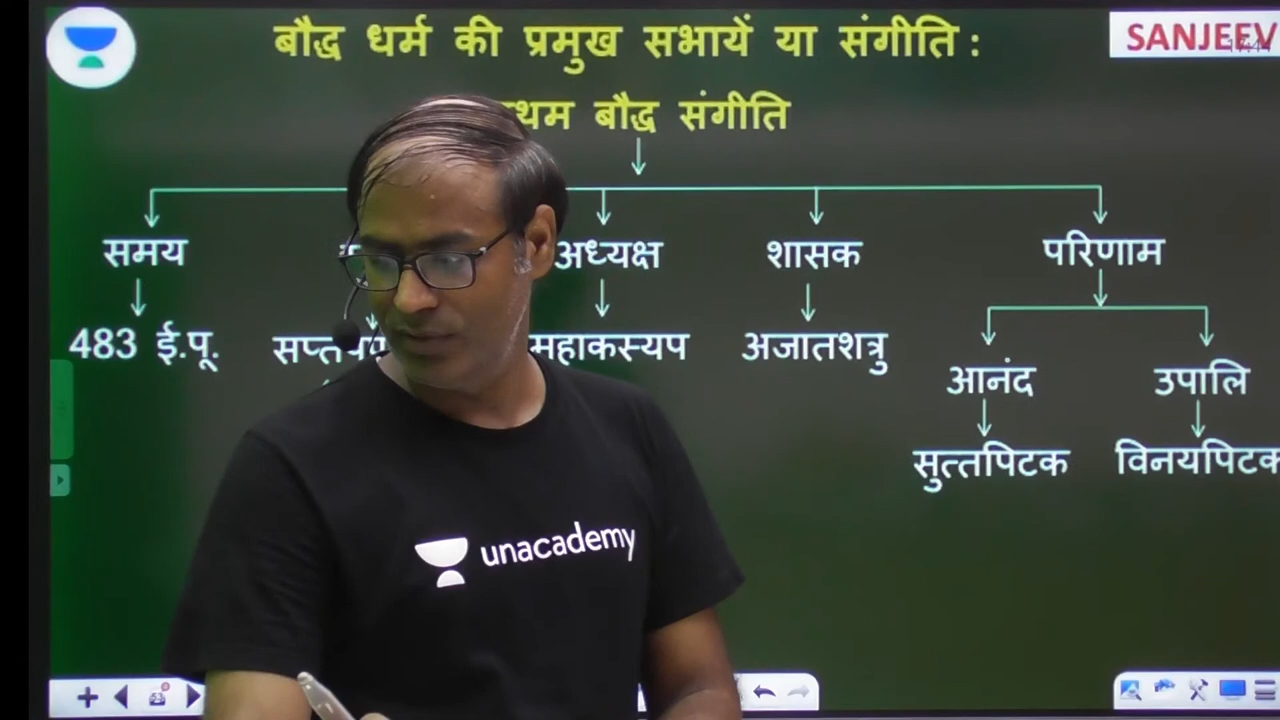 बौद्ध धर्म की प्रमुख सभायें या संगीति :
SANJEEV
बौद्ध संगीति
समय
अध्यक्ष
शासक
परिणाम
483 ई.पू.
महाकस्यप
अजातशत्रु
आनंद
उपालि
सुत्तपिटक
विनयपिटक
unacademy